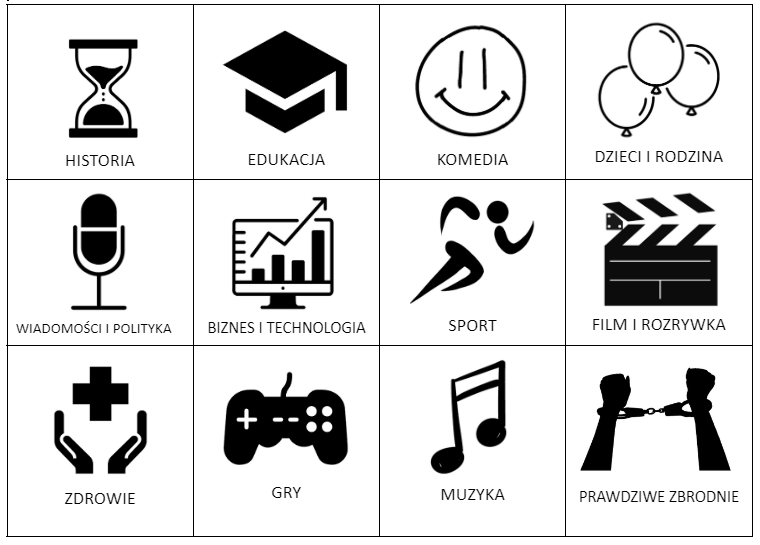 HISTORIA
EDUKACJA
KOMEDIA
DZIECI I RODZINA
WIADOMOŚCI I POLITYKA
BIZNES I TECHNOLOGIA
SPORT
FILM I ROZRYWKA
ZDROWIE
GRY
MUZYKA
PRAWDZIWE ZBRODNIE